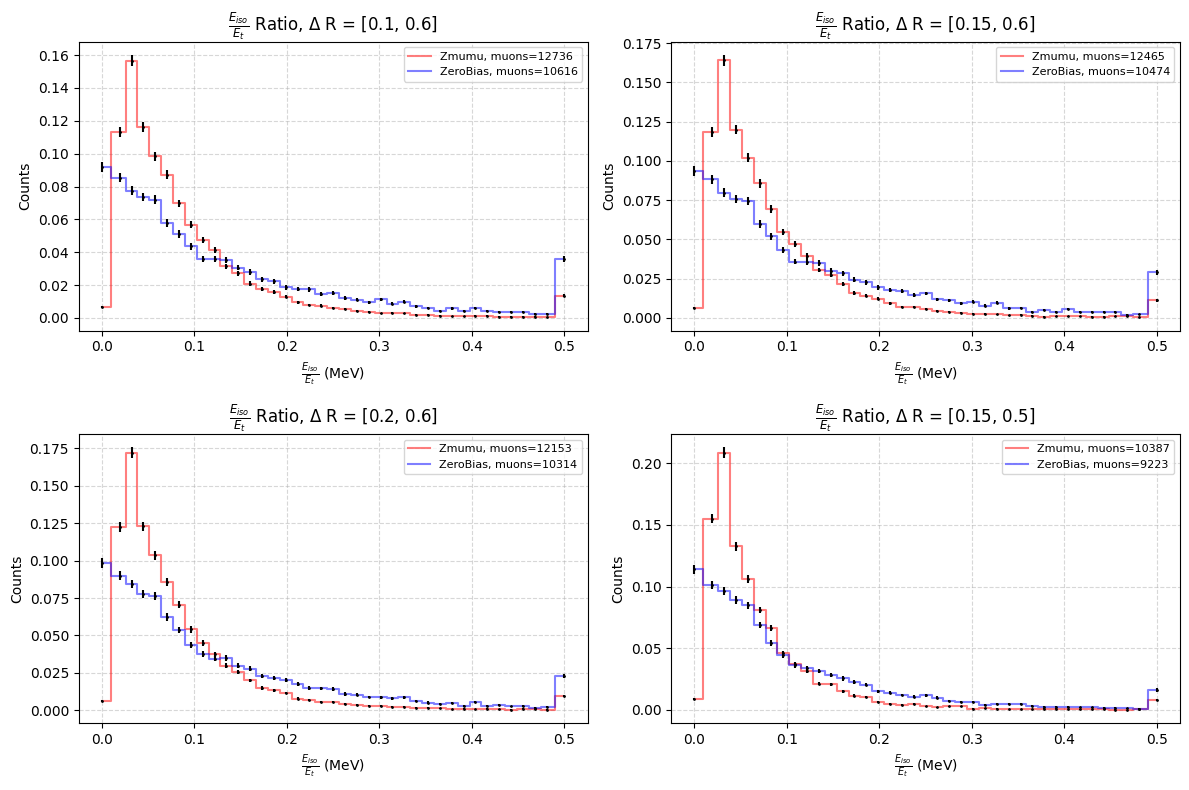 E_iso/E_t Ratio, Δ R = [0.1, 0.6]
Zmumu, muons=12736
ZeroBias, muons=10616
Counts
0.16
0.14
0.12
0.10
0.08
0.06
0.04
0.02
0.00
0.0 0.1 0.2 0.3 0.4 0.5
E_iso/E_t (MeV)
E_iso/E_t Ratio, Δ R = [0.15, 0.6]
Zmumu, muons=12465
ZeroBias, muons=10474
Counts
0.175
0.150
0.125
0.100
0.075
0.050
0.025
0.000
0.0 0.1 0.2 0.3 0.4 0.5
E_iso/E_t (MeV)
E_iso/E_t Ratio, Δ R = [0.2, 0.6]
Zmumu, muons=12153
ZeroBias, muons=10314
Counts
0.175
0.150
0.125
0.100
0.075
0.050
0.025
0.000
0.0 0.1 0.2 0.3 0.4 0.5
E_iso/E_t (MeV)
E_iso/E_t Ratio, Δ R = [0.15, 0.5]
Zmumu, muons=10387
ZeroBias, muons=9223
Counts
0.20
0.15
0.10
0.05
0.00
0.0 0.1 0.2 0.3 0.4 0.5
E_iso/E_t (MeV)